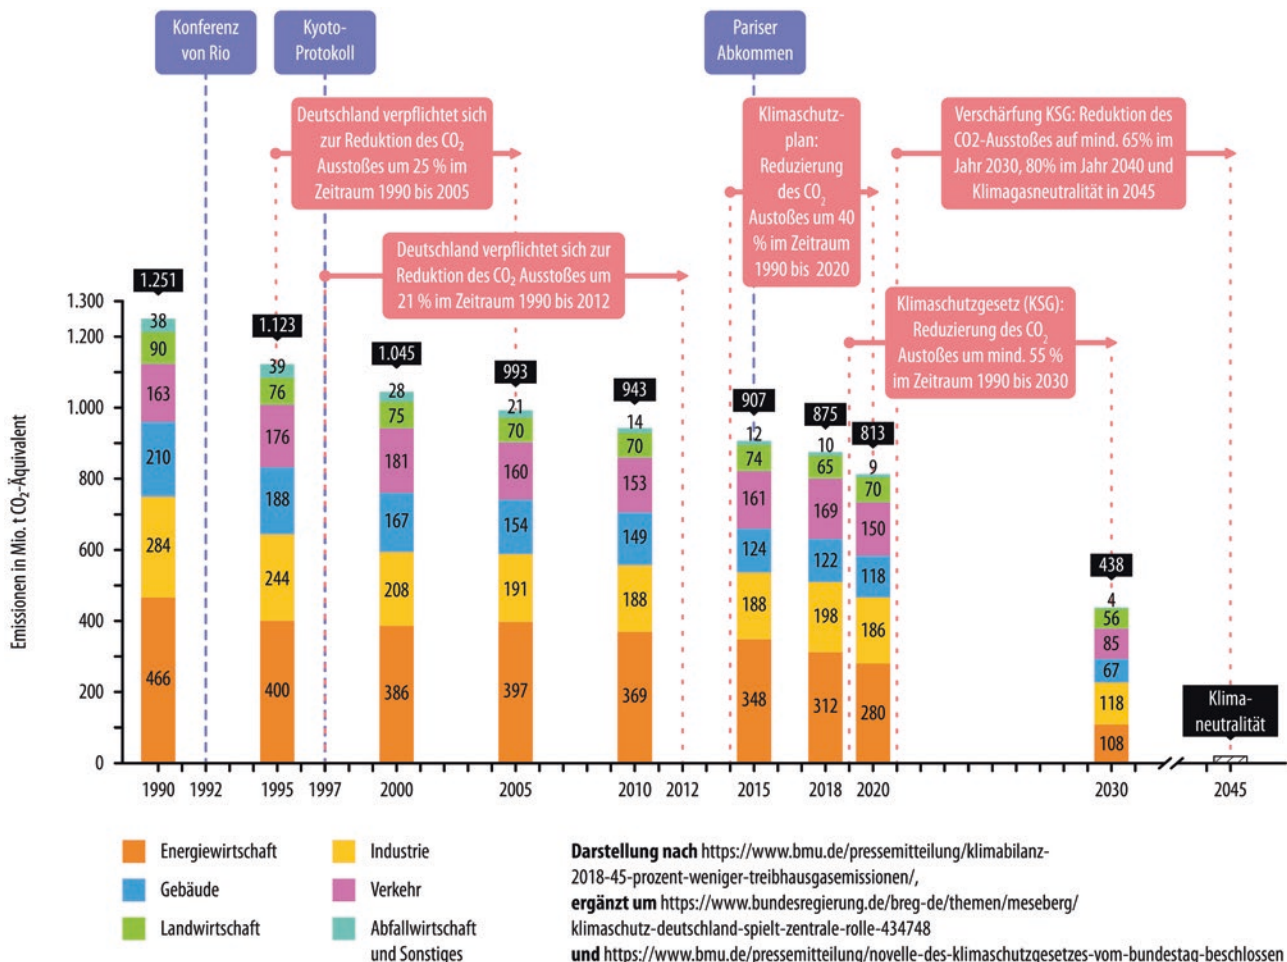 Konferenz
von Rio
Kyoto-
Protokoll
Pariser
Abkommen
Deutschland verpflichtet sich
zur Reduktion des CO₂
Ausstoßes um 25 % im
Zeitraum 1990 bis 2005
Klimaschutz-
plan:
Reduzierung
des CO₂
Austoßes um 40
% im Zeitraum
1990 bis 2020
Verschärfung KSG: Reduktion des
CO2-Ausstoßes auf mind. 65% im
Jahr 2030, 80% im Jahr 2040 und
Klimagasneutralität in 2045
Deutschland verpflichtet sich zur
Reduktion des CO₂ Ausstoßes um
21 % im Zeitraum 1990 bis 2012
Klimaschutzgesetz (KSG):
Reduzierung des CO₂
Austoßes um mind. 55 %
im Zeitraum 1990 bis 2030
Emissionen in Mio. t CO₂-Äquivalent
1.300
1.200
1.000
800
600
400
200
0
1.251
38
90
163
210
284
466
1.123
39
76
176
188
244
400
1.045
28
75
181
167
208
386
993
21
70
160
154
191
397
943
14
70
153
149
188
369
907
12
74
161
124
188
348
875
10
65
169
122
198
312
813
9
70
150
118
186
280
438
4
56
85
67
118
108
Klima-
neutralität
1990 1992 1995 1997 2000 2005 2010 2012 2015 2018 2020 2030 2045
Energiewirtschaft
Gebäude
Landwirtschaft
Industrie
Verkehr
Abfallwirtschaft
und Sonstiges
Darstellung nach https://www.bmu.de/pressemitteilung/klimabilanz-
2018-45-prozent-weniger-treibhausgasemissionen/,
ergänzt um https://www.bundesregierung.de/breg-de/themen/meseberg/
klimaschutz-deutschland-spielt-zentrale-rolle-434748
und https://www.bmu.de/pressemitteilung/novelle-des-klimaschutzgesetzes-vom-bundestag-beschlossen